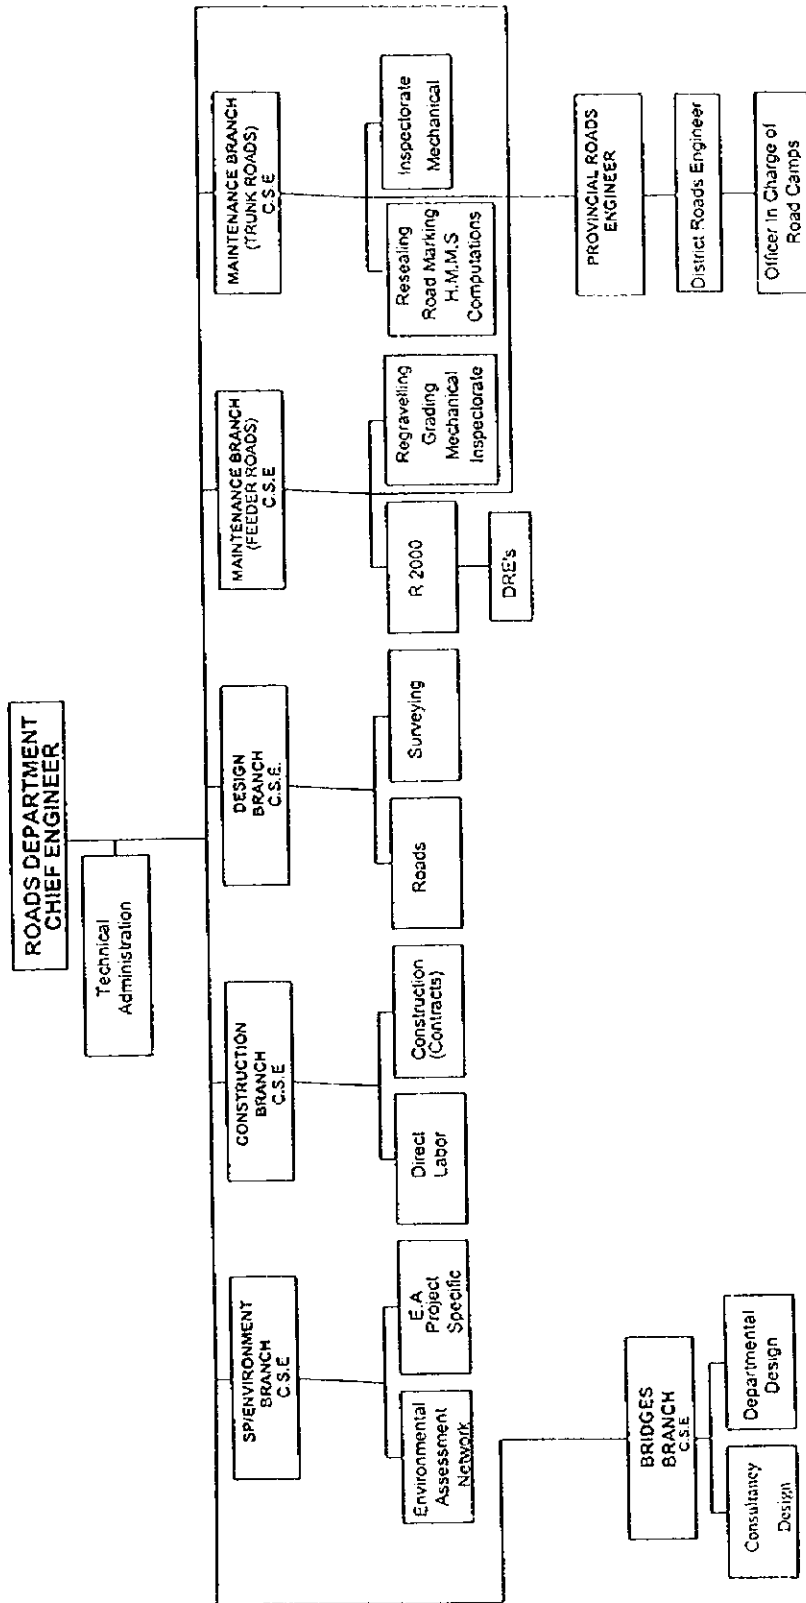 ROADS DEPARTMENT
CHIEF ENGINEER
Technical
Administration
SP/ENVIRONMENT
BRANCH
C.S.E
CONSTRUCTION
BRANCH
C.S.E
DESIGN
BRANCH
C.S.E.
MAINTENANCE BRANCH
(FEEDER ROADS)
C.S.E
MAINTENANCE BRANCH
(TRUNK ROADS)
C.S.E
Environmental
Assessment
Network
E.A
Project
Specific
Direct
Labor
Construction
(Contracts)
Roads
Surveying
R 2000
Regravelling
Grading
Mechanical
Inspectorate
Resealing
Road Marking
H.M.M.S
Computations
Inspectorate
Mechanical
DRE's
BRIDGES
BRANCH
C.S.E
Consultancy
Design
Departmental
Design
PROVINCIAL ROADS
ENGINEER
District Roads Engineer
Officer In Charge of
Road Camps